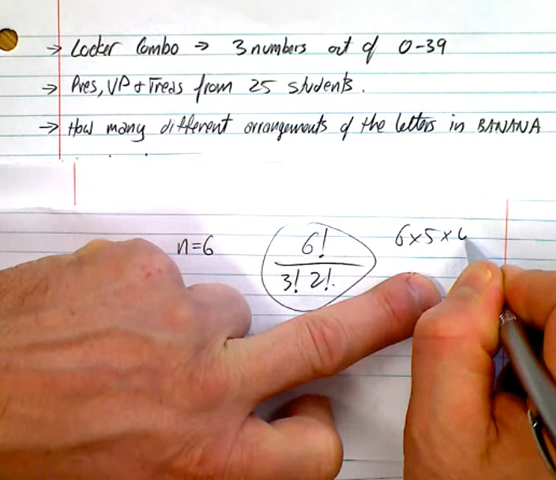 → Locker Combo → 3 numbers out of 0-39
→ Pres, VP + Treas from 25 students.
→ How many different arrangements of the letters in BANANA
n=6
6!
3! 2!.
6×5×